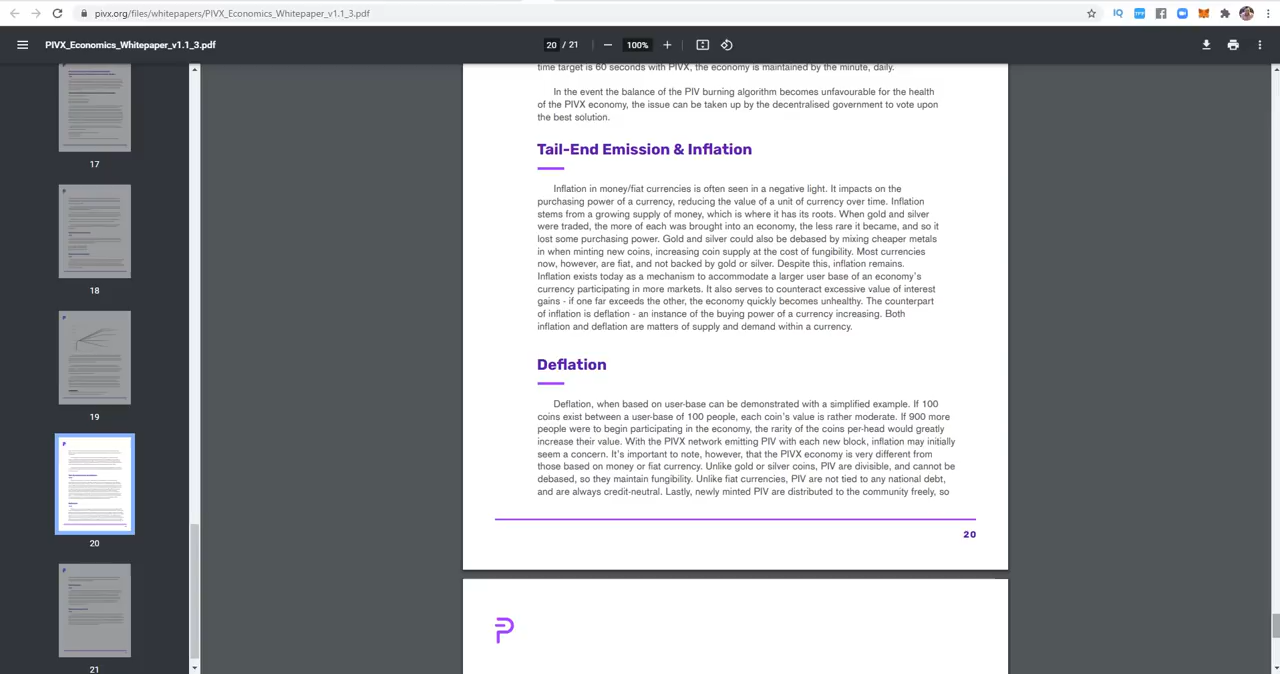 pivx.org/files/whitepapers/PIVX_Economics_Whitepaper_v1.1_3.pdf
PIVX_Economics_Whitepaper_v1.1_3.pdf
20 / 21
100%
17
18
19
20
21
time target is 60 seconds with PIVX, the economy is maintained by the minute, daily.
In the event the balance of the PIV burning algorithm becomes unfavourable for the health
of the PIVX economy, the issue can be taken up by the decentralised government to vote upon
the best solution.
Tail-End Emission & Inflation
Inflation in money/fiat currencies is often seen in a negative light. It impacts on the
purchasing power of a currency, reducing the value of a unit of currency over time. Inflation
stems from a growing supply of money, which is where it has its roots. When gold and silver
were traded, the more of each was brought into an economy, the less rare it became, and so it
lost some purchasing power. Gold and silver could also be debased by mixing cheaper metals
in when minting new coins, increasing coin supply at the cost of fungibility. Most currencies
now, however, are fiat, and not backed by gold or silver. Despite this, inflation remains.
Inflation exists today as a mechanism to accommodate a larger user base of an economy's
currency participating in more markets. It also serves to counteract excessive value of interest
gains - if one far exceeds the other, the economy quickly becomes unhealthy. The counterpart
of inflation is deflation - an instance of the buying power of a currency increasing. Both
inflation and deflation are matters of supply and demand within a currency.
Deflation
Deflation, when based on user-base can be demonstrated with a simplified example. If 100
coins exist between a user-base of 100 people, each coin's value is rather moderate. If 900 more
people were to begin participating in the economy, the rarity of the coins per-head would greatly
increase their value. With the PIVX network emitting PIV with each new block, inflation may initially
seem a concern. It's important to note, however, that the PIVX economy is very different from
those based on money or fiat currency. Unlike gold or silver coins, PIV are divisible, and cannot be
debased, so they maintain fungibility. Unlike fiat currencies, PIV are not tied to any national debt,
and are always credit-neutral. Lastly, newly minted PIV are distributed to the community freely, so
20